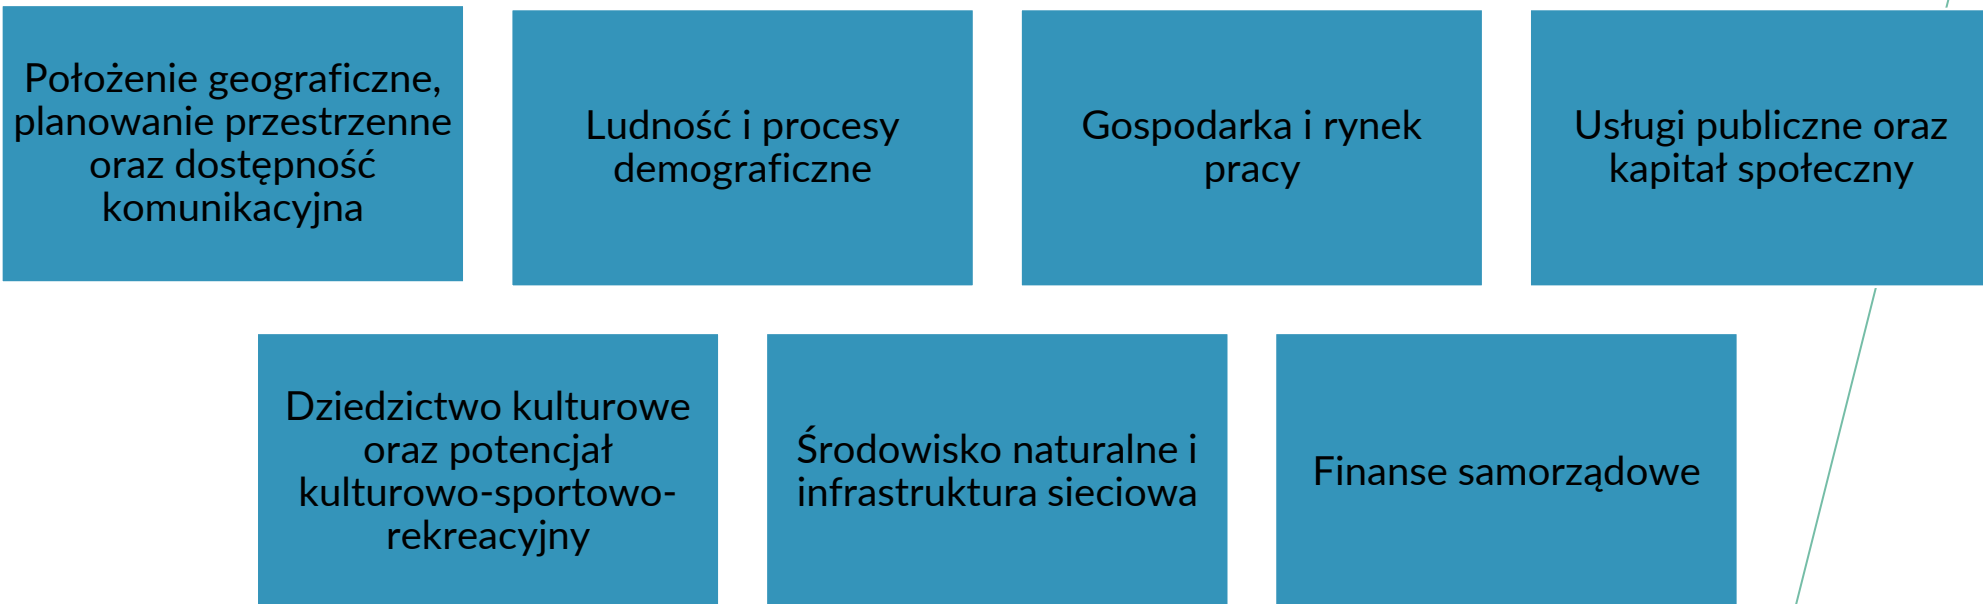 Położenie geograficzne,
planowanie przestrzenne
oraz dostępność
komunikacyjna
Ludność i procesy
demograficzne
Gospodarka i rynek
pracy
Usługi publiczne oraz
kapitał społeczny
Dziedzictwo kulturowe
oraz potencjał
kulturowo-sportowo-
rekreacyjny
Środowisko naturalne i
infrastruktura sieciowa
Finanse samorządowe